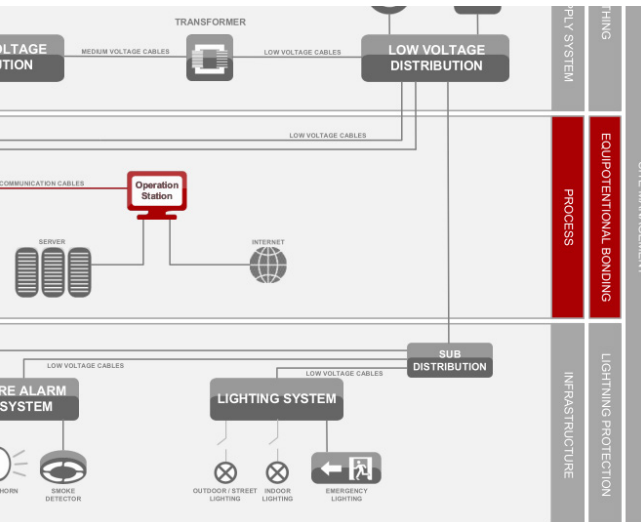 TRANSFORMER
OLTAGE
UTION
MEDIUM VOLTAGE CABLES
LOW VOLTAGE CABLES
LOW VOLTAGE
DISTRIBUTION
PPLY SYSTEM
THING
LOW VOLTAGE CABLES
COMMUNICATION CABLES
Operation
Station
SERVER
INTERNET
PROCESS
EQUIPOTENTIONAL BONDING
SUB
DISTRIBUTION
LOW VOLTAGE CABLES
LOW VOLTAGE CABLES
RE ALARM
SYSTEM
LIGHTING SYSTEM
HORN
SMOKE
DETECTOR
OUTDOOR / STREET
LIGHTING
INDOOR
LIGHTING
EMERGENCY
LIGHTING
INFRASTRUCTURE
LIGHTNING PROTECTION